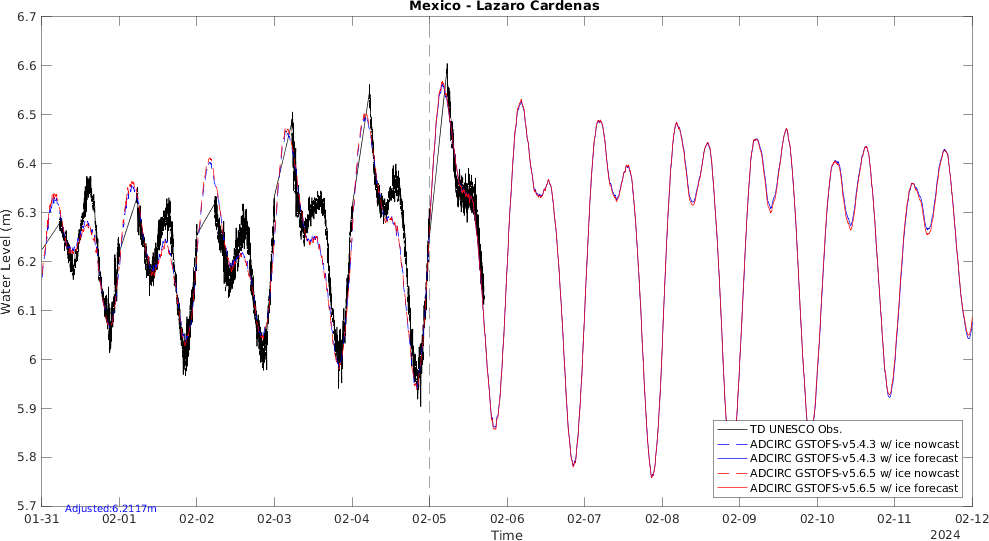 Mexico - Lazaro Cardenas
6.7
6.6
6.5
6.4
6.3
6.2
6.1
6
5.9
5.8
5.7
Water Level (m)
TD UNESCO Obs.
ADCIRC GSTOFS-v5.4.3 w/ ice nowcast
ADCIRC GSTOFS-v5.4.3 w/ ice forecast
ADCIRC GSTOFS-v5.6.5 w/ ice nowcast
ADCIRC GSTOFS-v5.6.5 w/ ice forecast
Adjusted:6.2117m
01-31 02-01 02-02 02-03 02-04 02-05 02-06 02-07 02-08 02-09 02-10 02-11 02-12
Time
2024